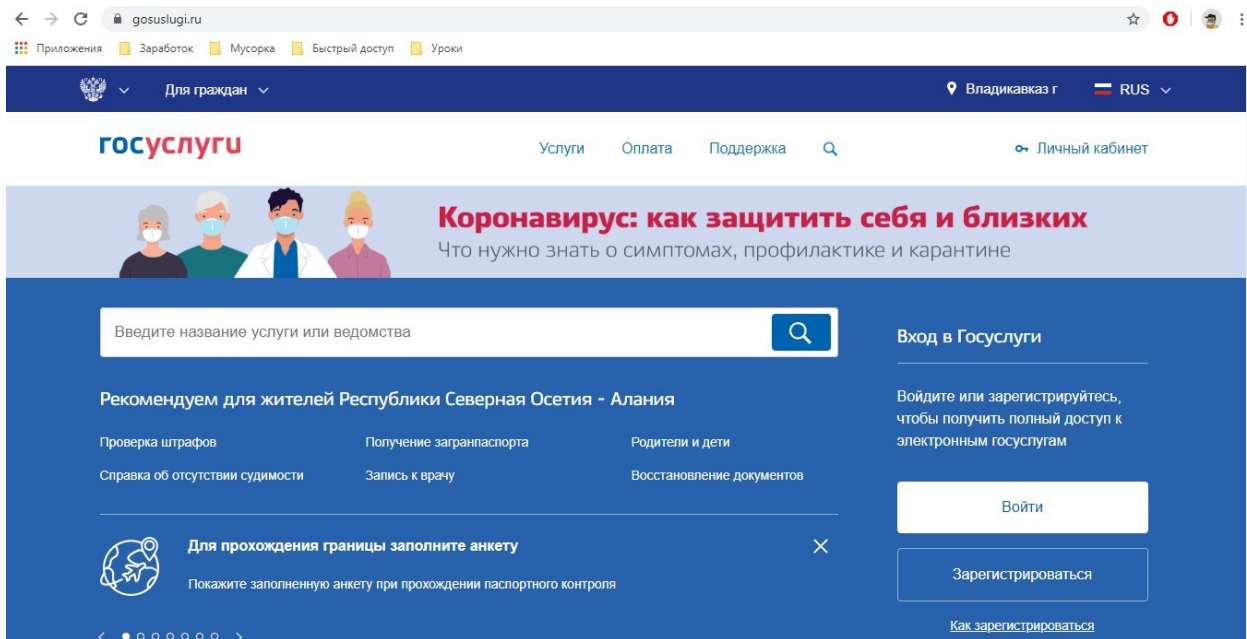 gosuslugi.ru
Приложения Заработок Мусорка Быстрый доступ Уроки
Для граждан Владикавказ г RUS
госуслуги Услуги Оплата Поддержка Личный кабинет
Коронавирус: как защитить себя и близких
Что нужно знать о симптомах, профилактике и карантине
Введите название услуги или ведомства
Рекомендуем для жителей Республики Северная Осетия - Алания
Проверка штрафов Получение загранпаспорта Родители и дети
Справка об отсутствии судимости Запись к врачу Восстановление документов
Для прохождения границы заполните анкету
Покажите заполненную анкету при прохождении паспортного контроля
Вход в Госуслуги
Войдите или зарегистрируйтесь,
чтобы получить полный доступ к
электронным госуслугам
Войти
Зарегистрироваться
Как зарегистрироваться